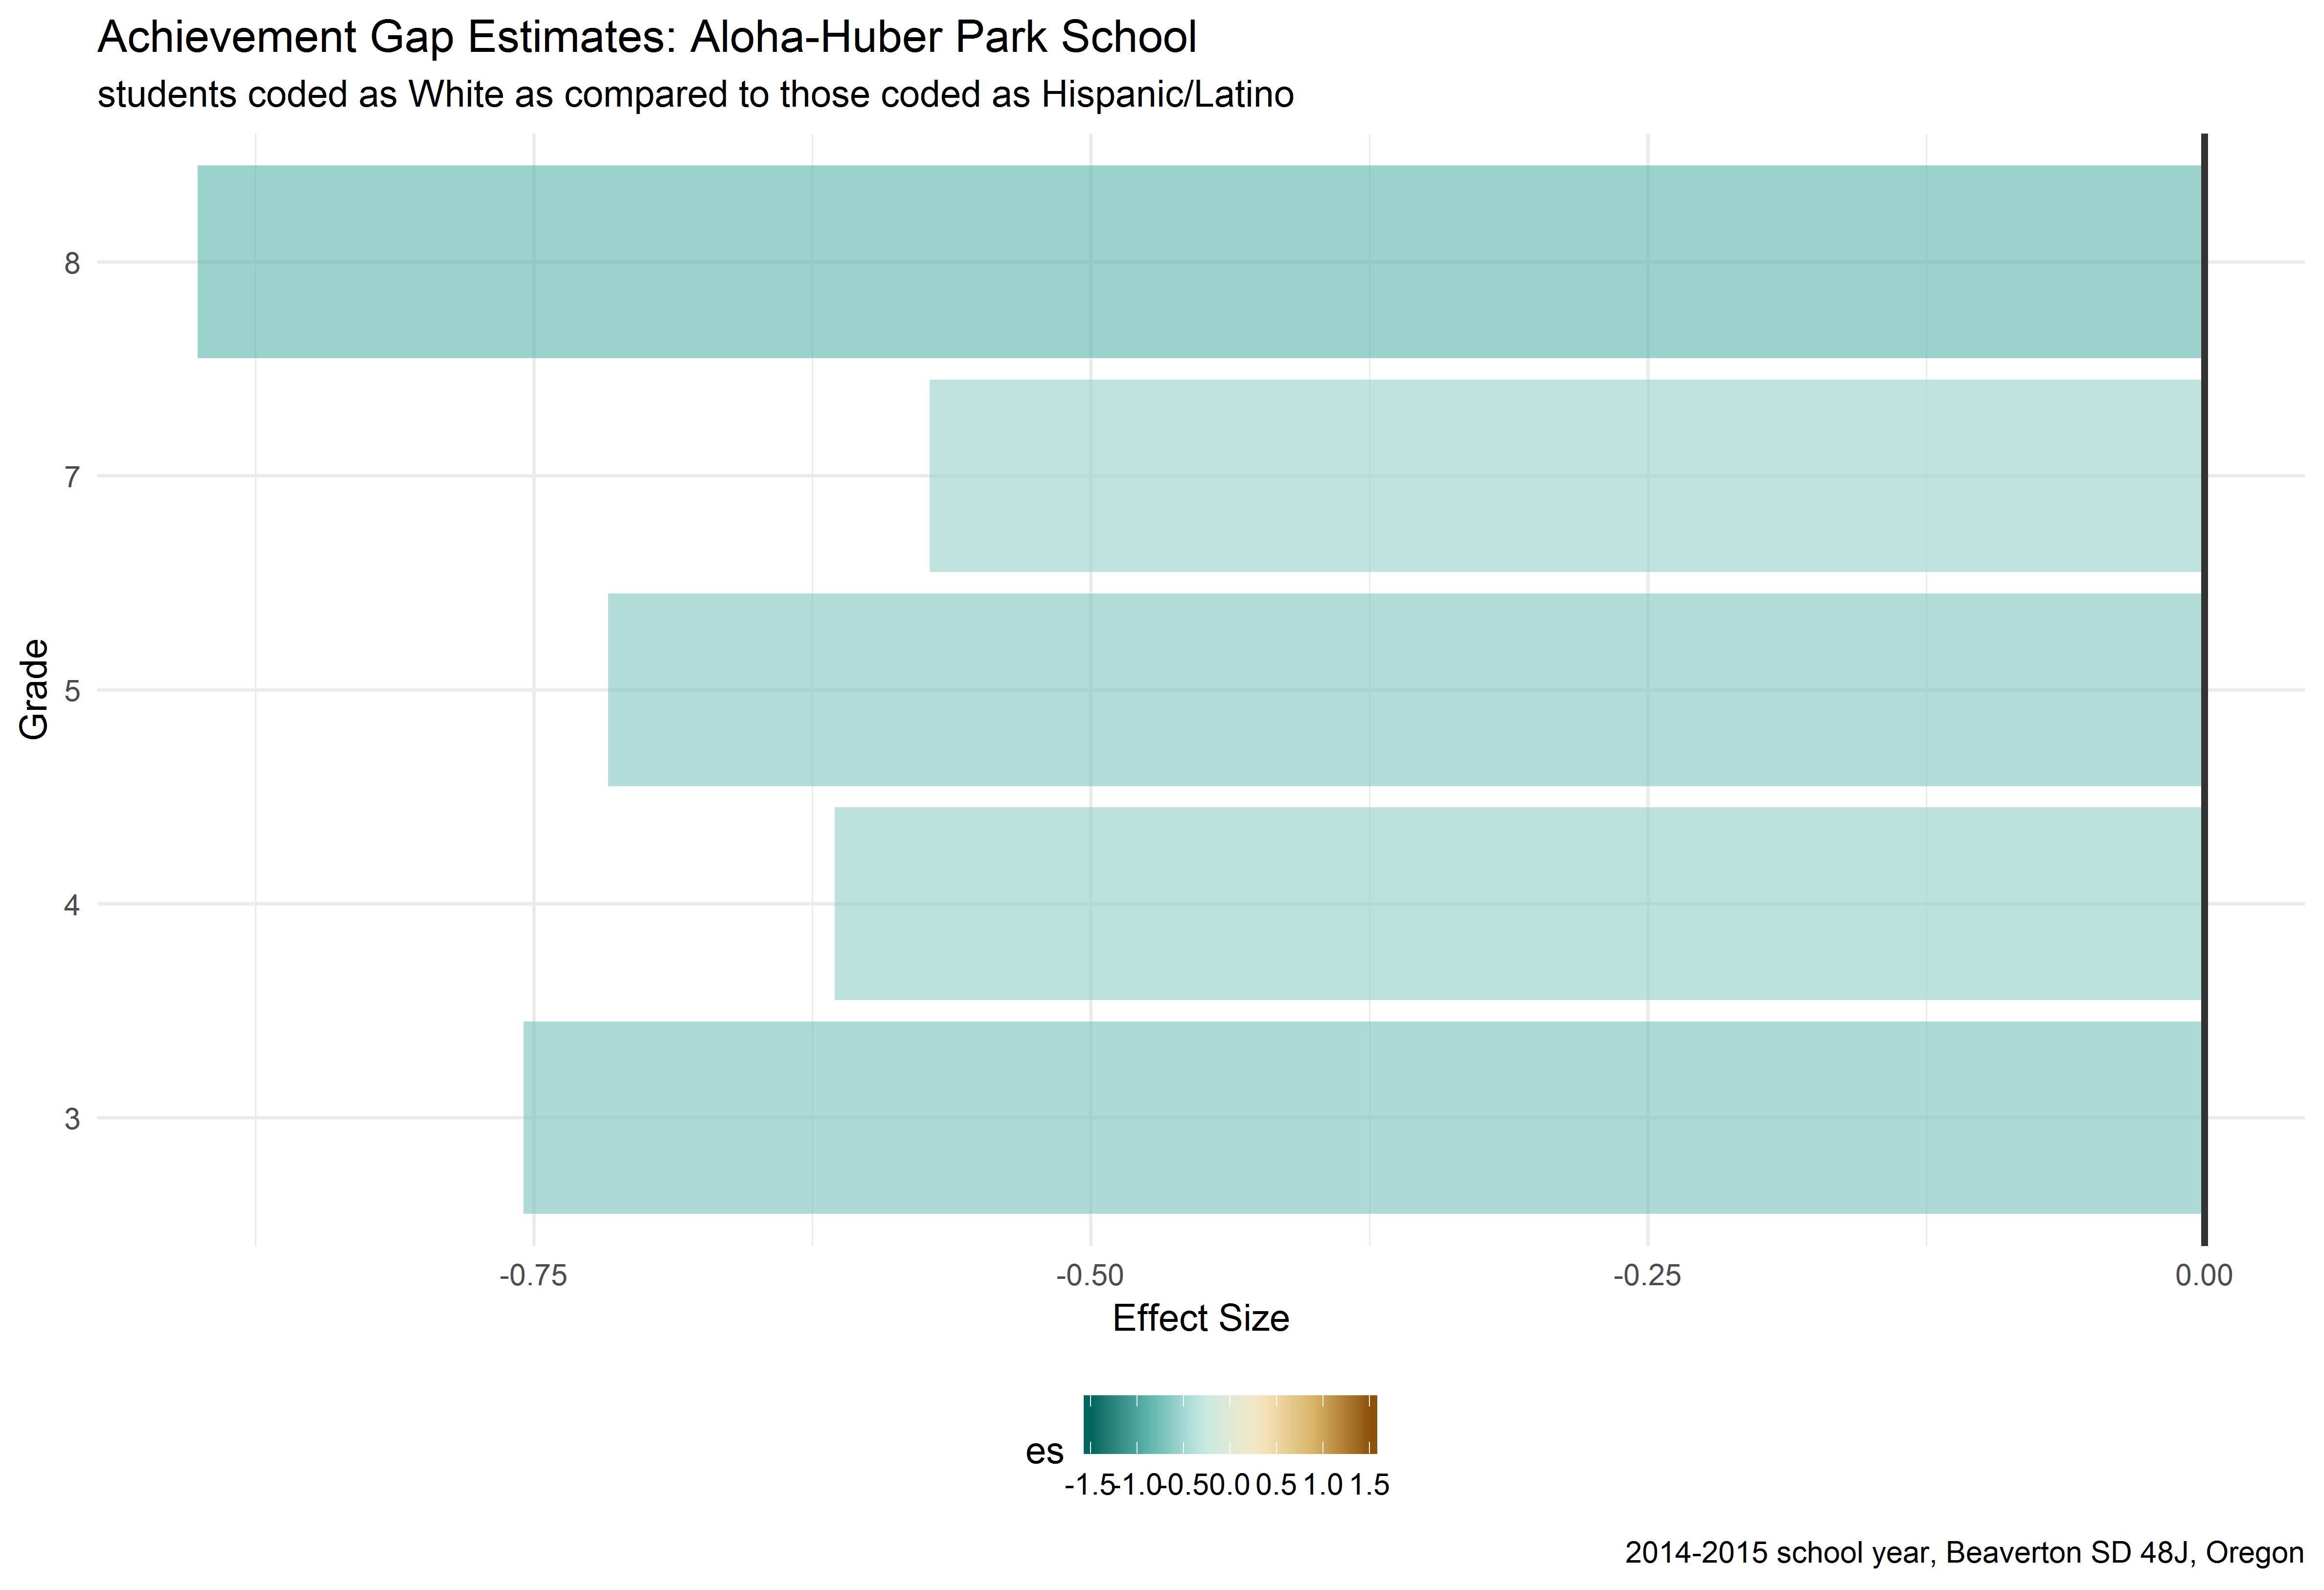 Achievement Gap Estimates: Aloha-Huber Park School
students coded as White as compared to those coded as Hispanic/Latino
8
7
5
4
3
Grade
-0.75 -0.50 -0.25 0.00
Effect Size
es
-1.5 -1.0 -0.5 0.0 0.5 1.0 1.5
2014-2015 school year, Beaverton SD 48J, Oregon